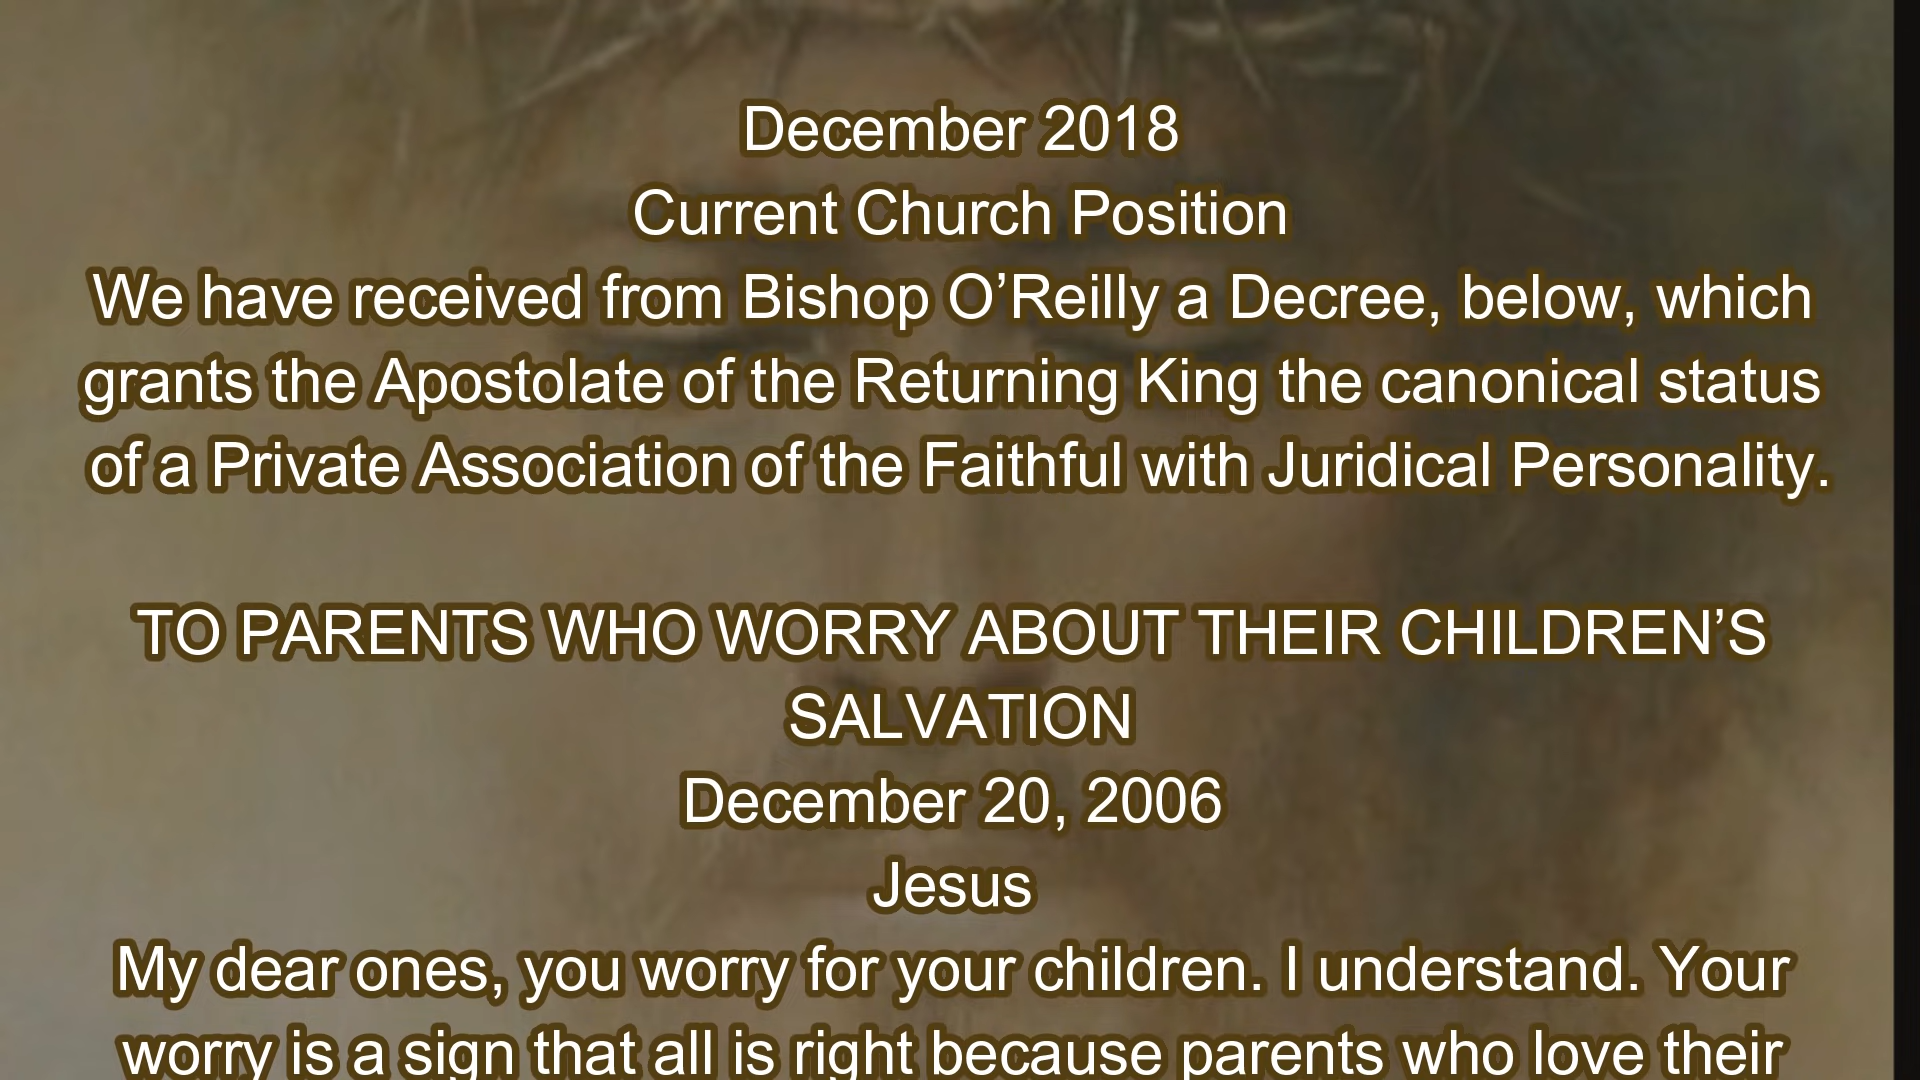 December 2018
Current Church Position
We have received from Bishop O’Reilly a Decree, below, which
grants the Apostolate of the Returning King the canonical status
of a Private Association of the Faithful with Juridical Personality.
TO PARENTS WHO WORRY ABOUT THEIR CHILDREN’S
SALVATION
December 20, 2006
Jesus
My dear ones, you worry for your children. I understand. Your
worry is a sign that all is right because parents who love their